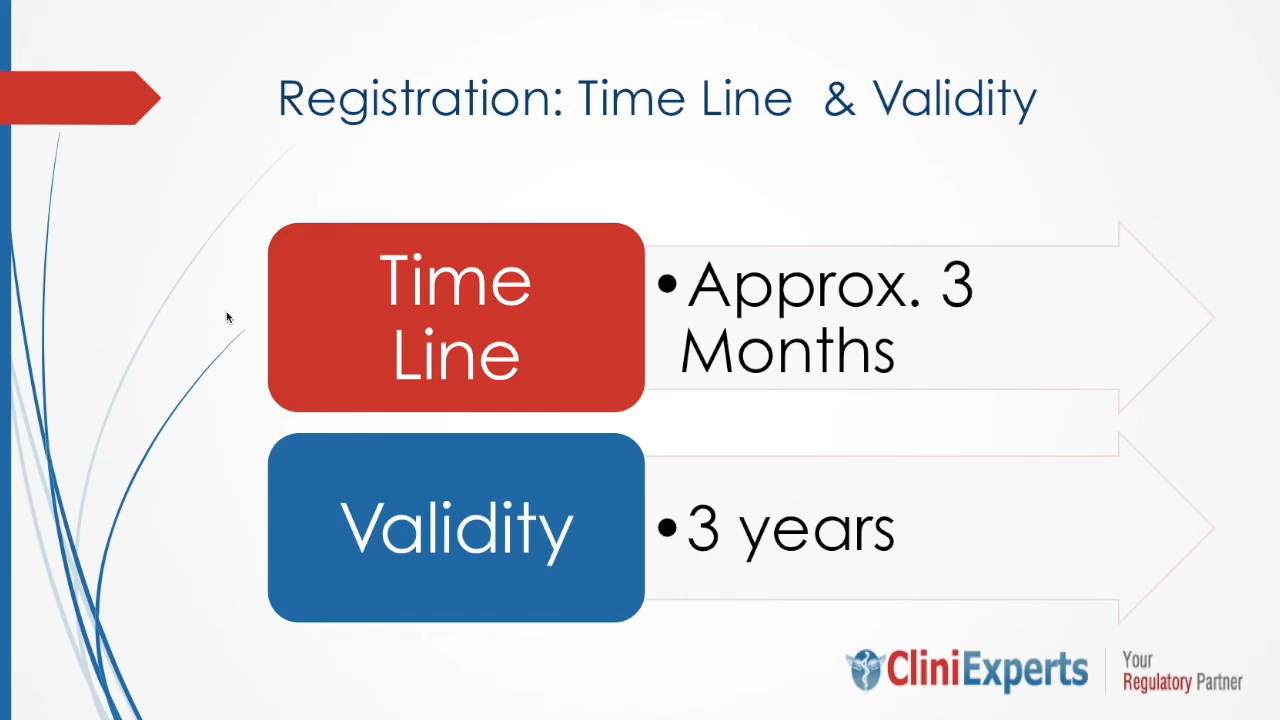 Registration: Time Line & Validity
Time
Line
•Approx. 3
Months
Validity
•3 years
CliniExperts
Your
Regulatory Partner